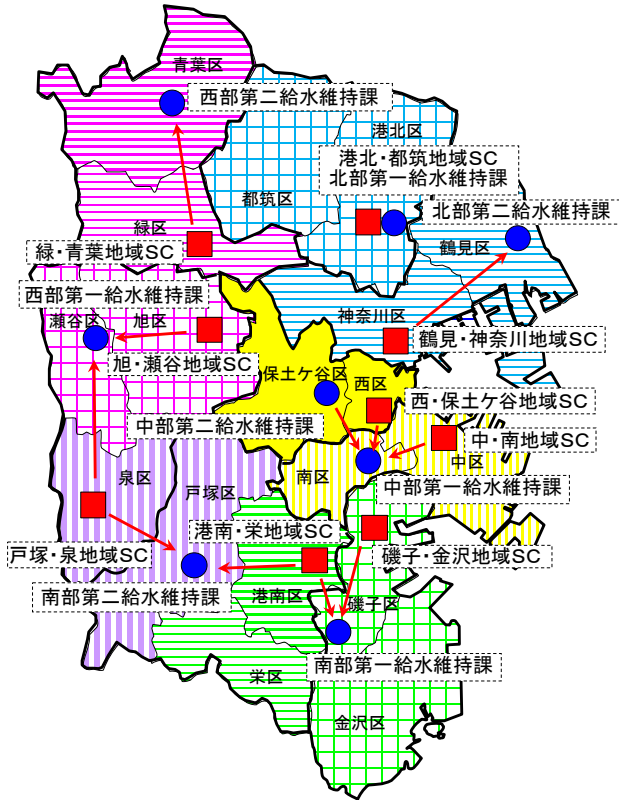 青葉区
西部第二給水維持課
港北区
港北・都筑地域SC
北部第一給水維持課
都筑区
北部第二給水維持課
緑区
鶴見区
緑・青葉地域SC
西部第一給水維持課
瀬谷区
旭区
神奈川区
鶴見・神奈川地域SC
旭・瀬谷地域SC
保土ケ谷区
西区
西・保土ケ谷地域SC
中部第二給水維持課
中・南地域SC
泉区
戸塚区
南区
中区
中部第一給水維持課
港南・栄地域SC
戸塚・泉地域SC
磯子・金沢地域SC
南部第二給水維持課
港南区
磯子区
南部第一給水維持課
栄区
金沢区